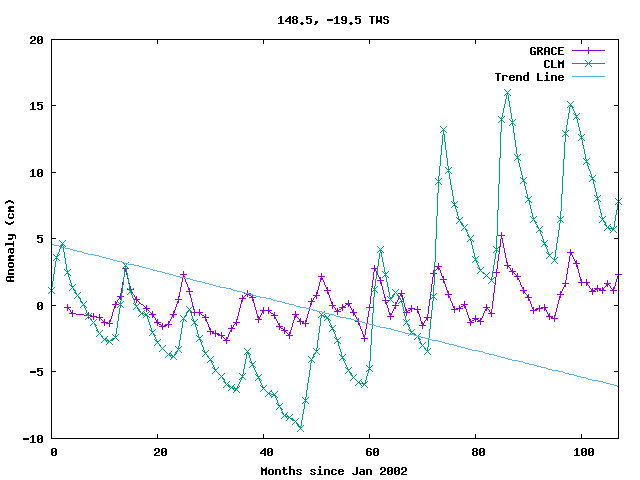 148.5, -19.5 TWS
20
15
10
5
0
-5
-10
Anomaly (cm)
GRACE
CLM
Trend Line
0 20 40 60 80 100
Months since Jan 2002